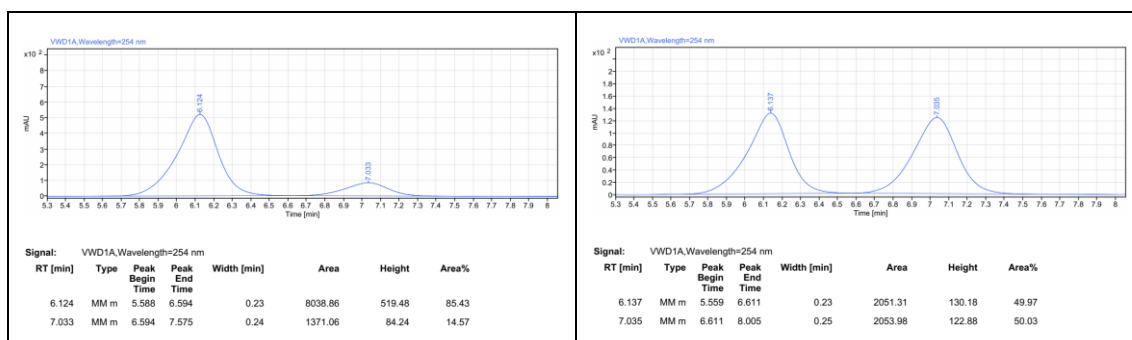 VWD1A,Wavelength=254 nm
x10 2
8
7
6
5
4
3
2
1
0
mAU
6.124
7.033
5.3 5.4 5.5 5.6 5.7 5.8 5.9 6 6.1 6.2 6.3 6.4 6.5 6.6 6.7 6.8 6.9 7 7.1 7.2 7.3 7.4 7.5 7.6 7.7 7.8 7.9 8
Time [min]
Signal: VWD1A,Wavelength=254 nm
RT [min] Type Peak Begin Time Peak End Time Width [min] Area Height Area%
6.124 MM m 5.588 6.594 0.23 8038.86 519.48 85.43
7.033 MM m 6.594 7.575 0.24 1371.06 84.24 14.57
VWD1A,Wavelength=254 nm
x10 2
2
1.8
1.6
1.4
1.2
1
0.8
0.6
0.4
0.2
0
mAU
6.137
7.035
5.3 5.4 5.5 5.6 5.7 5.8 5.9 6 6.1 6.2 6.3 6.4 6.5 6.6 6.7 6.8 6.9 7 7.1 7.2 7.3 7.4 7.5 7.6 7.7 7.8 7.9 8
Time [min]
Signal: VWD1A,Wavelength=254 nm
RT [min] Type Peak Begin Time Peak End Time Width [min] Area Height Area%
6.137 MM m 5.559 6.611 0.23 2051.31 130.18 49.97
7.035 MM m 6.611 8.005 0.25 2053.98 122.88 50.03